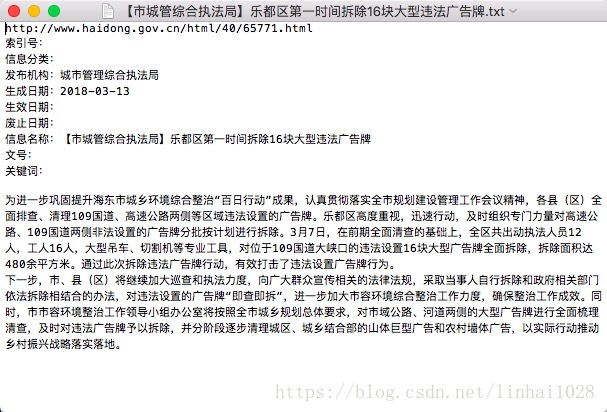 【市城管综合执法局】乐都区第一时间拆除16块大型违法广告牌.txt
http://www.haidong.gov.cn/html/40/65771.html
索引号：
信息分类：
发布机构：城市管理综合执法局
生成日期：2018-03-13
生效日期：
废止日期：
信息名称：【市城管综合执法局】乐都区第一时间拆除16块大型违法广告牌
文号：
关键词：
为进一步巩固提升海东市城乡环境综合整治“百日行动”成果，认真贯彻落实全市规划建设管理工作会议精神，各县（区）全
面排查、清理109国道、高速公路两侧等区域违法设置的广告牌。乐都区高度重视，迅速行动，及时组织专门力量对高速公
路、109国道两侧非法设置的广告牌分批按计划进行拆除。3月7日，在前期全面清查的基础上，全区共出动执法人员12
人，工人16人，大型吊车、切割机等专业工具，对位于109国道大峡口的违法设置16块大型广告牌全面拆除，拆除面积达
480余平方米。通过此次拆除违法广告牌行动，有效打击了违法设置广告牌行为。
下一步，市、县（区）将继续加大巡查和执法力度，向广大群众宣传相关的法律法规，采取当事人自行拆除和政府相关部门
依法拆除相结合的办法，对违法设置的广告牌“即查即拆”，进一步加大市容环境综合整治工作力度，确保整治工作成效。同
时，市市容环境整治工作领导小组办公室将按照全市城乡规划总体要求，对市域公路、河道两侧的大型广告牌进行全面梳理
清查，及时对违法广告牌予以拆除，并分阶段逐步清理城区、城乡结合部的山体巨型广告和农村墙体广告，以实际行动推动
乡村振兴战略落实落地。
https://blog.csdn.net/linhai1028